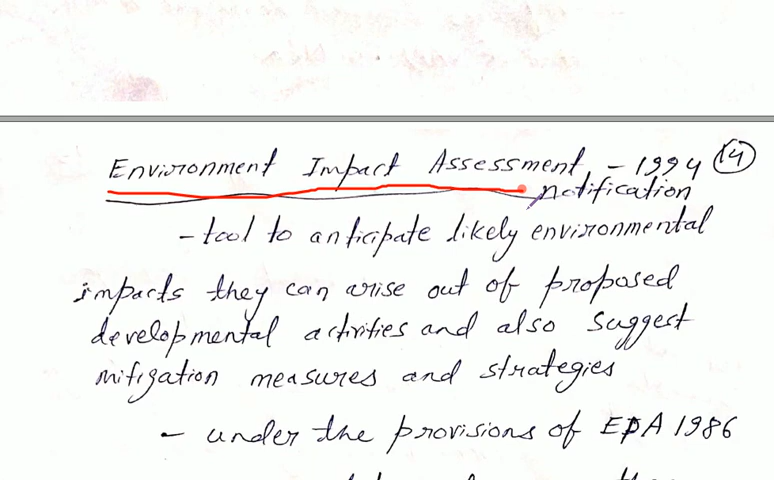 Environment Impact Assessment - 1994 (14)
notification
- tool to anticipate likely environmental
impacts they can arise out of proposed
developmental activities and also suggest
mitigation measures and strategies
- under the provisions of EPA 1986